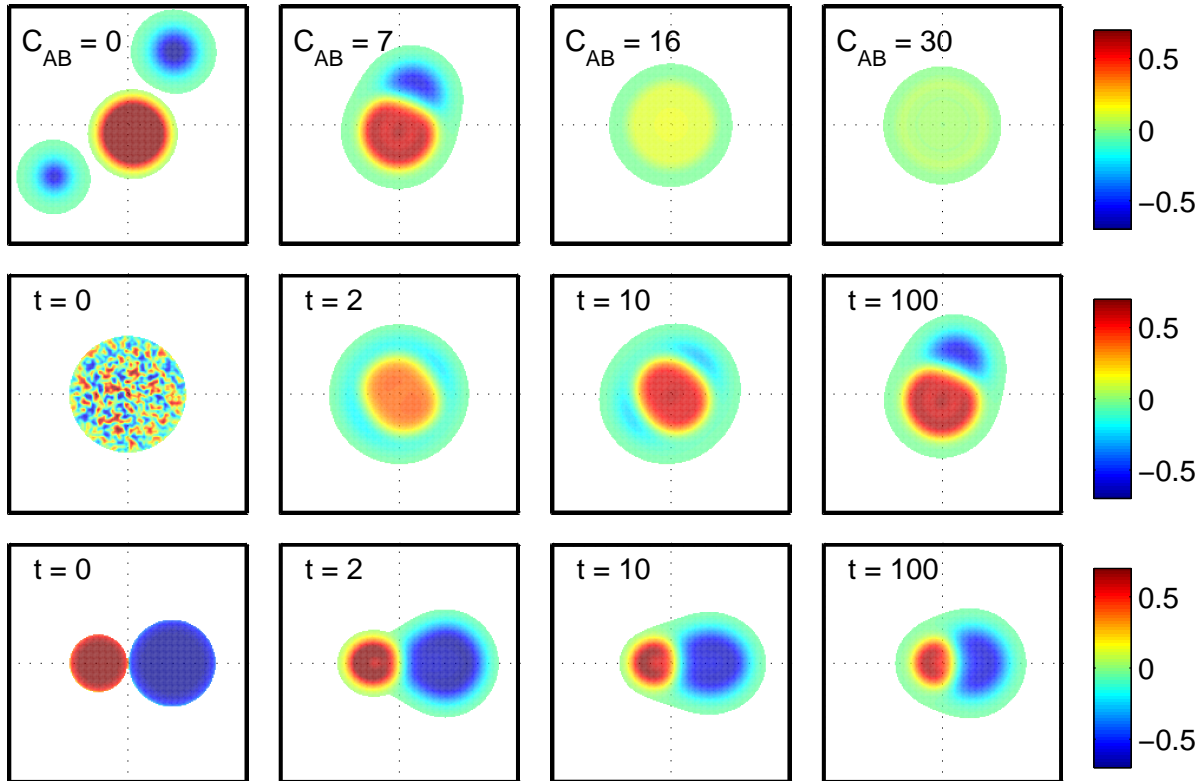 C_AB = 0
C_AB = 7
C_AB = 16
C_AB = 30
0.5
0
−0.5
t = 0
t = 2
t = 10
t = 100
0.5
0
−0.5
t = 0
t = 2
t = 10
t = 100
0.5
0
−0.5